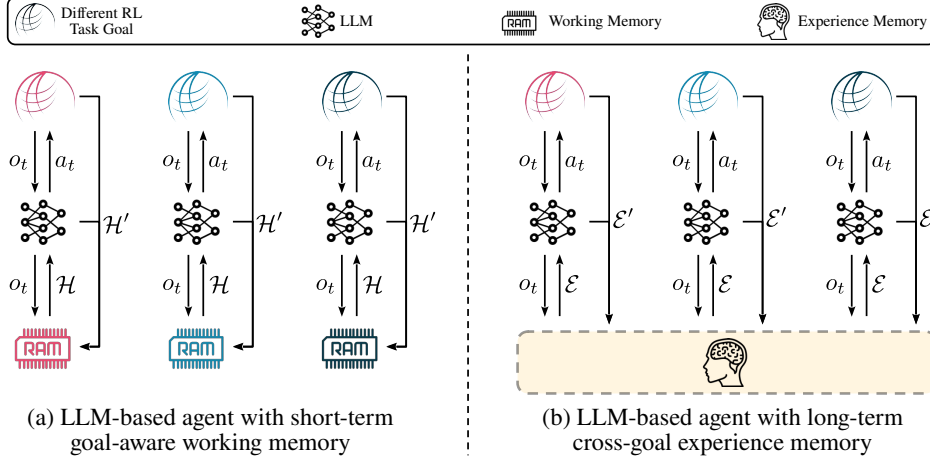 Different RL
Task Goal
LLM
RAM
Working Memory
Experience Memory
o_t
a_t
o_t
a_t
o_t
a_t
o_t
a_t
o_t
a_t
o_t
a_t
ℋ′
ℋ′
ℋ′
ℰ′
ℰ′
ℰ′
o_t
ℋ
o_t
ℋ
o_t
ℋ
o_t
ℰ
o_t
ℰ
o_t
ℰ
RAM
RAM
RAM
(a) LLM-based agent with short-term
goal-aware working memory
(b) LLM-based agent with long-term
cross-goal experience memory